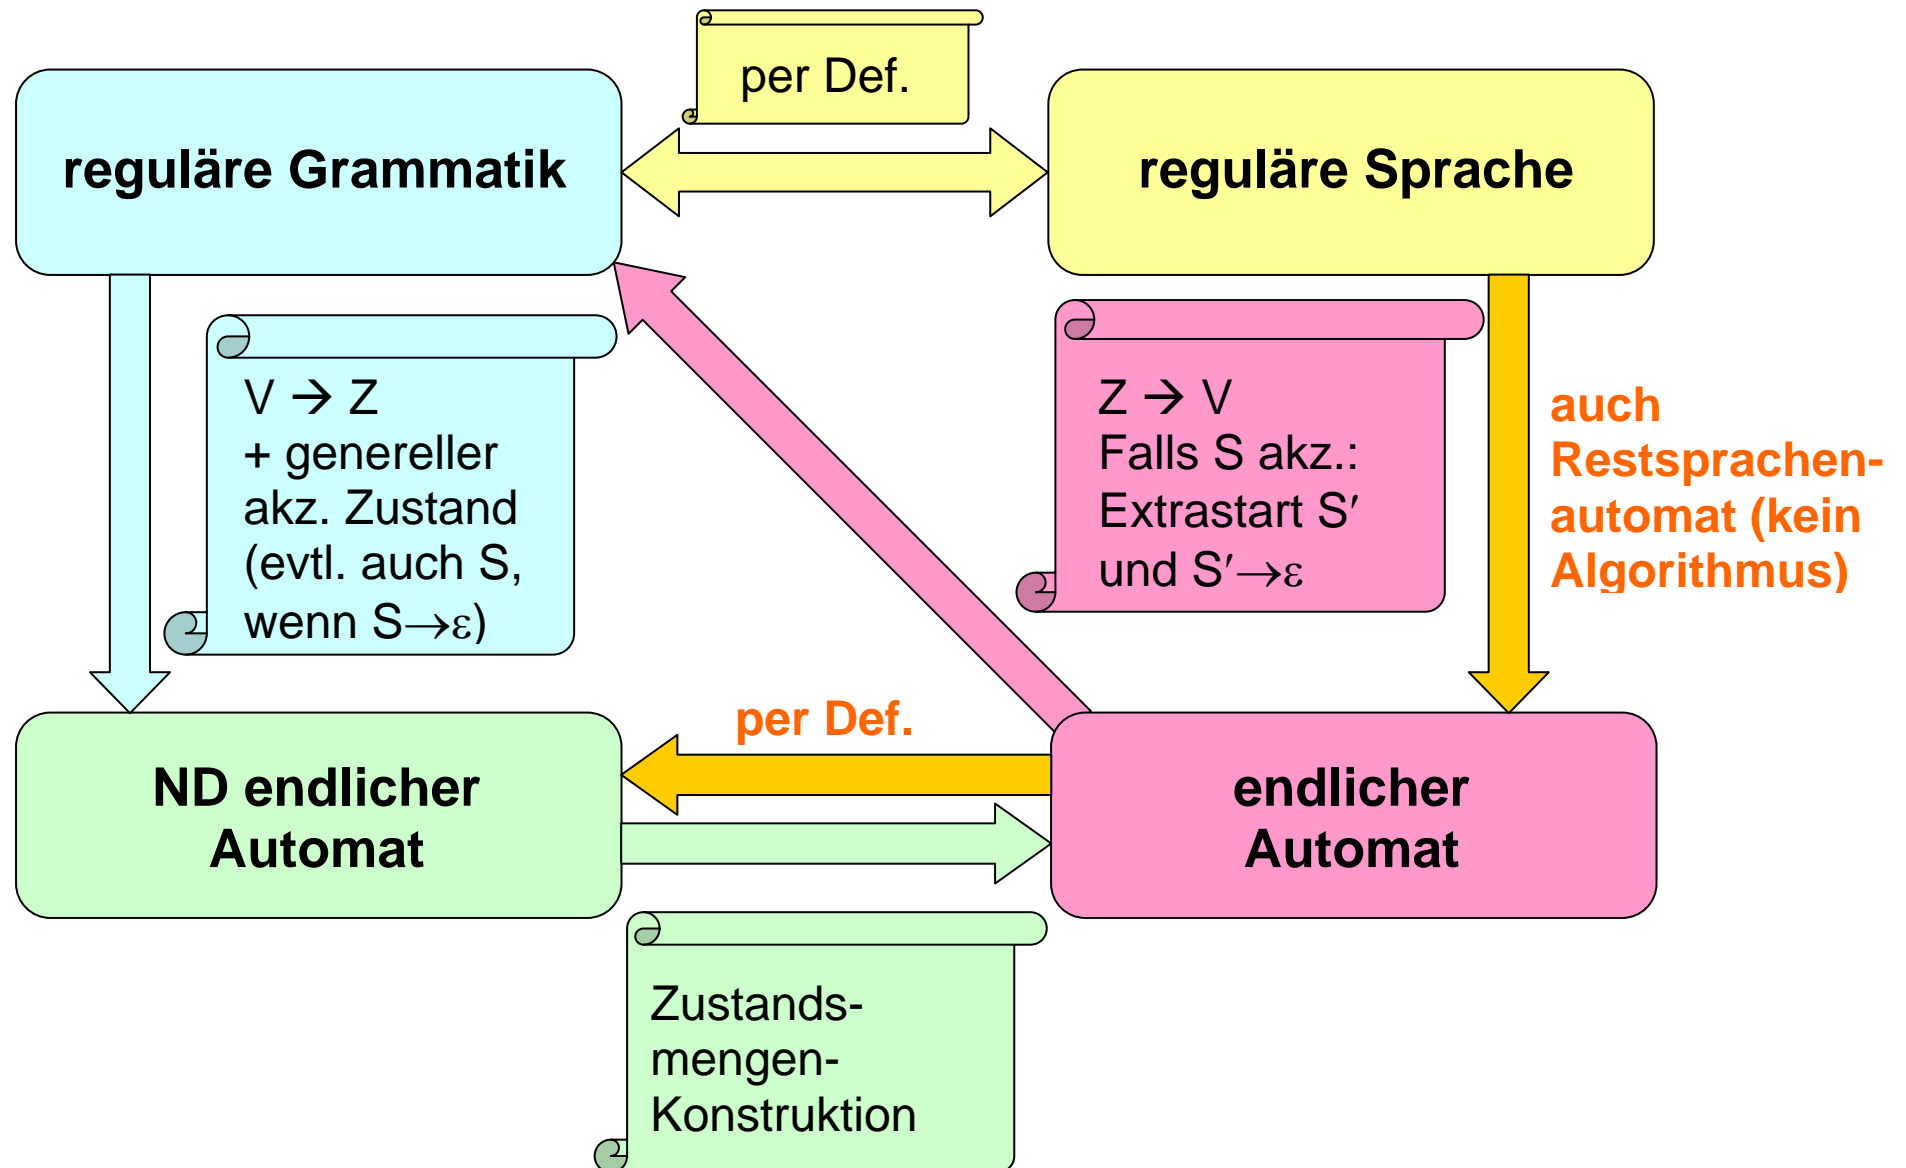 per Def.
reguläre Grammatik
reguläre Sprache
V → Z
+ genereller
akz. Zustand
(evtl. auch S,
wenn S→ε)
Z → V
Falls S akz.:
Extrastart S′
und S′→ε
auch
Restsprachen-
automat (kein
Algorithmus)
per Def.
ND endlicher
Automat
endlicher
Automat
Zustands-
mengen-
Konstruktion